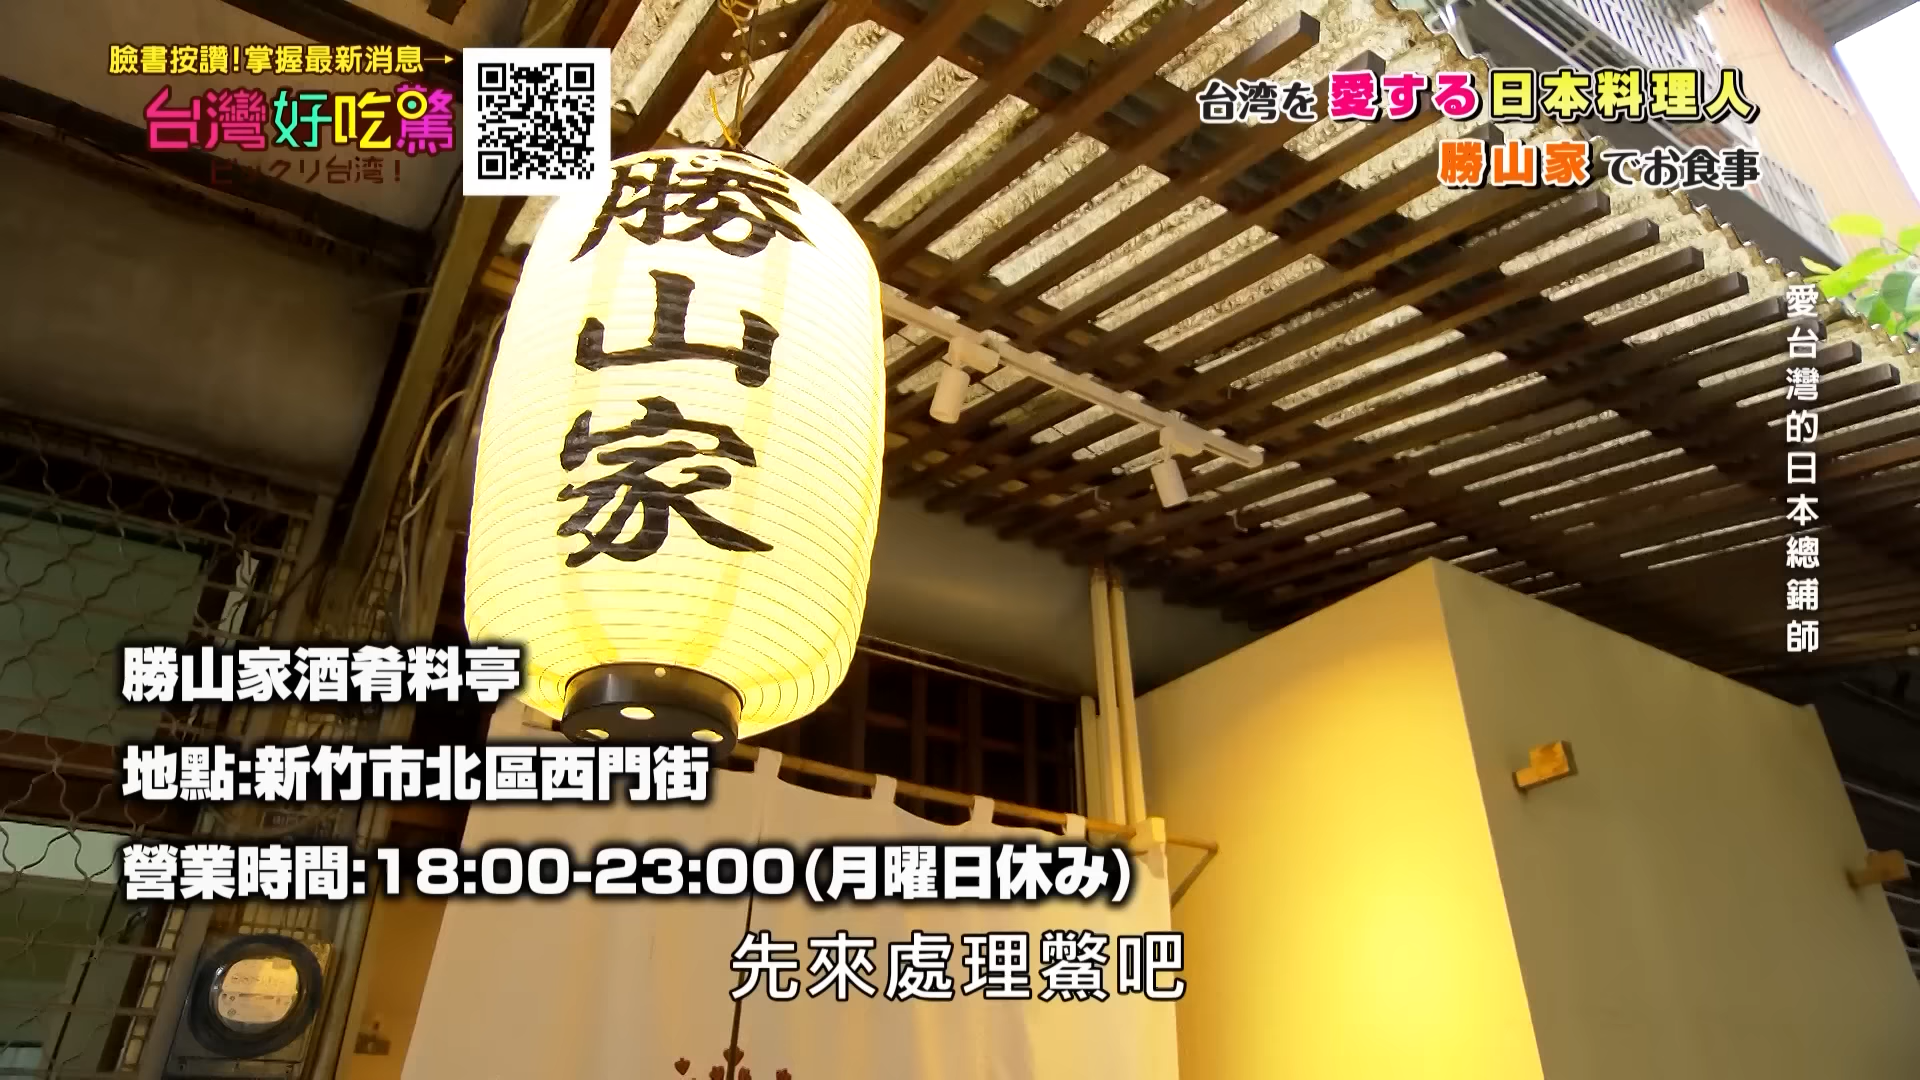 臉書按讚!掌握最新消息→
台灣好吃驚
ビックリ台湾!
台湾を愛する日本料理人
勝山家でお食事
愛台灣的日本總鋪師
勝山家
勝山家酒肴料亭
地點:新竹市北區西門街
營業時間:18:00-23:00(月曜日休み)
先來處理鱉吧